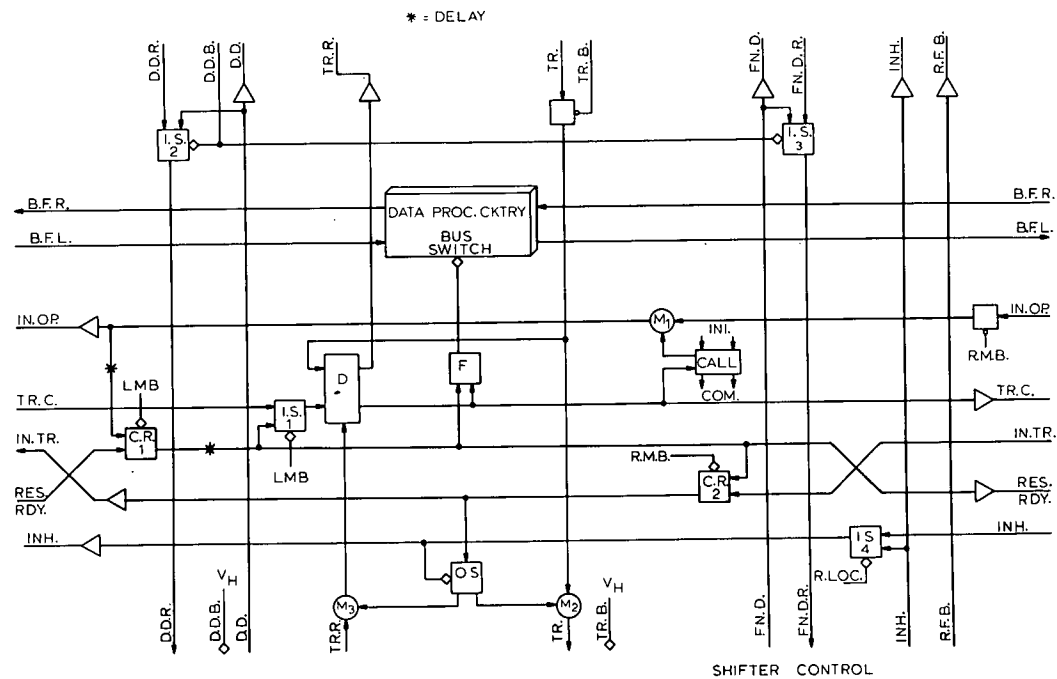 * = DELAY
D.D.R.
D.D.B.
D.D.
TR.R.
TR.
TR.B.
FN.D.
FN.D.R.
INH.
R.F.B.
I.S.
2
I.S.
3
B.F.R.
DATA PROC. CKTRY
B.F.R.
B.F.L.
BUS
SWITCH
B.F.L.
IN.OP.
M1
INI.
IN.OP.
R.M.B.
LMB
D
F
CALL
COM.
TR.C.
I.S.
1
TR.C.
IN.TR.
C.R.
1
LMB
R.M.B.
IN.TR.
RES.
RDY.
C.R.
2
RES.
RDY.
INH.
OS
IS
4
INH.
R.LOC.
VH
M3
M2
VH
D.D.R.
D.D.B.
D.D.
TR.R.
TR.
TR.B.
FN.D.
FN.D.R.
INH.
R.F.B.
SHIFTER CONTROL